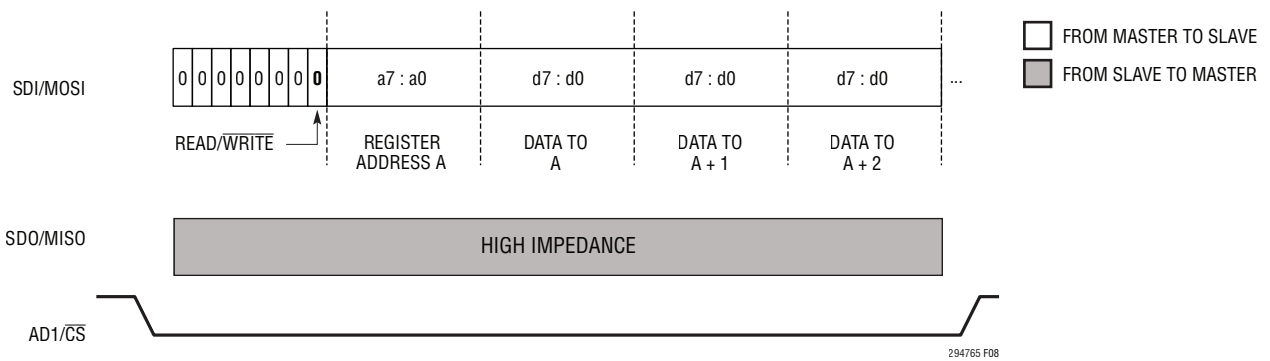 FROM MASTER TO SLAVE
FROM SLAVE TO MASTER
SDI/MOSI
0 0 0 0 0 0 0 0
a7 : a0
d7 : d0
d7 : d0
d7 : d0
...
READ/WRITE
REGISTER
ADDRESS A
DATA TO
A
DATA TO
A + 1
DATA TO
A + 2
SDO/MISO
HIGH IMPEDANCE
AD1/CS
294765 F08